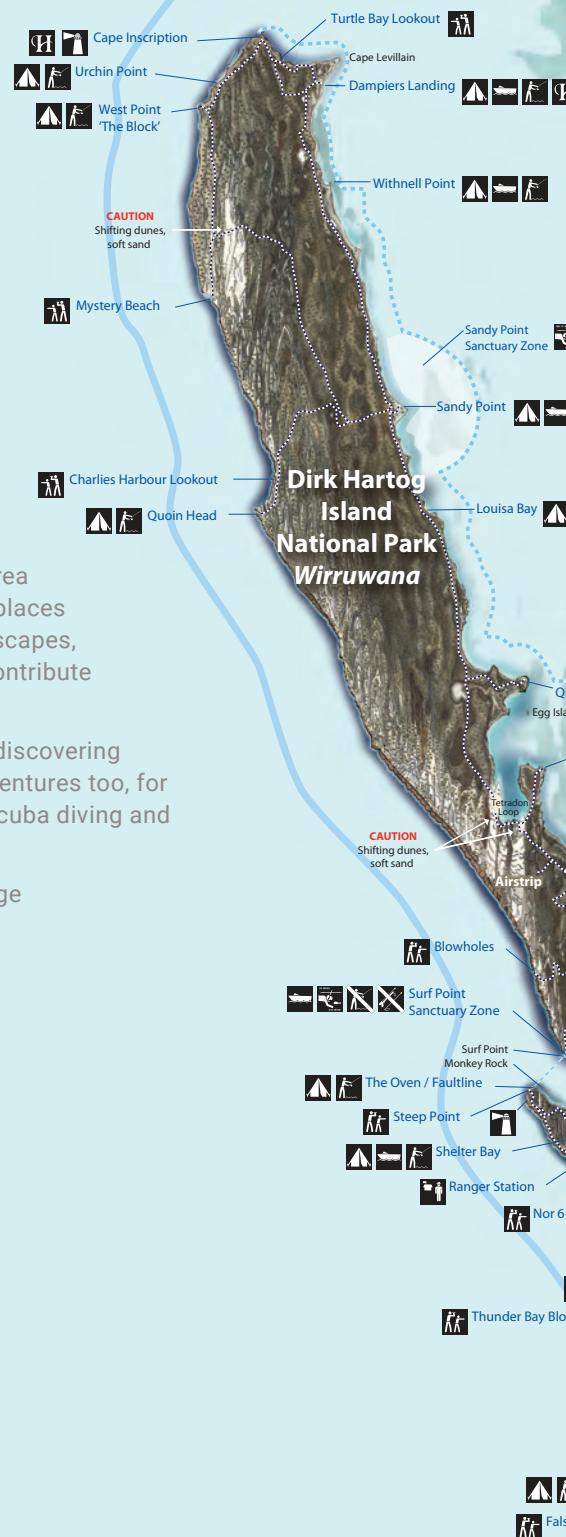 Turtle Bay Lookout
Cape Inscription
Cape Levillain
Urchin Point
Dampiers Landing
West Point
'The Block'
Withnell Point
CAUTION
Shifting dunes,
soft sand
Mystery Beach
Sandy Point
Sanctuary Zone
Sandy Point
Charlies Harbour Lookout
Dirk Hartog
Island
National Park
Wirruwana
Louisa Bay
Quoin Head
rea
places
scapes,
ontribute
Q
Egg Isla
discovering
entures too, for
cuba diving and
Tetradon
Loop
CAUTION
Shifting dunes,
soft sand
Airstrip
ge
Blowholes
Surf Point
Sanctuary Zone
Surf Point
Monkey Rock
The Oven / Faultline
Steep Point
Shelter Bay
Ranger Station
Nor 6
Thunder Bay Blo
Fals